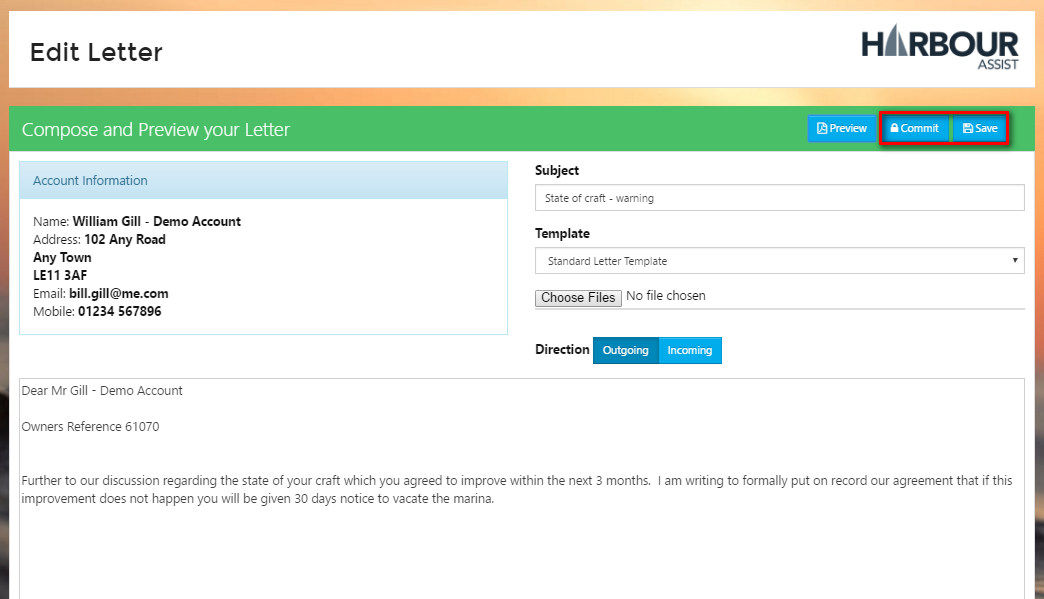 Edit Letter
HARBOUR
ASSIST
Compose and Preview your Letter
Preview
Commit
Save
Account Information
Name: William Gill - Demo Account
Address: 102 Any Road
Any Town
LE11 3AF
Email: bill.gill@me.com
Mobile: 01234 567896
Subject
State of craft - warning
Template
Standard Letter Template
Choose Files No file chosen
Direction Outgoing Incoming
Dear Mr Gill - Demo Account
Owners Reference 61070
Further to our discussion regarding the state of your craft which you agreed to improve within the next 3 months.  I am writing to formally put on record our agreement that if this
improvement does not happen you will be given 30 days notice to vacate the marina.